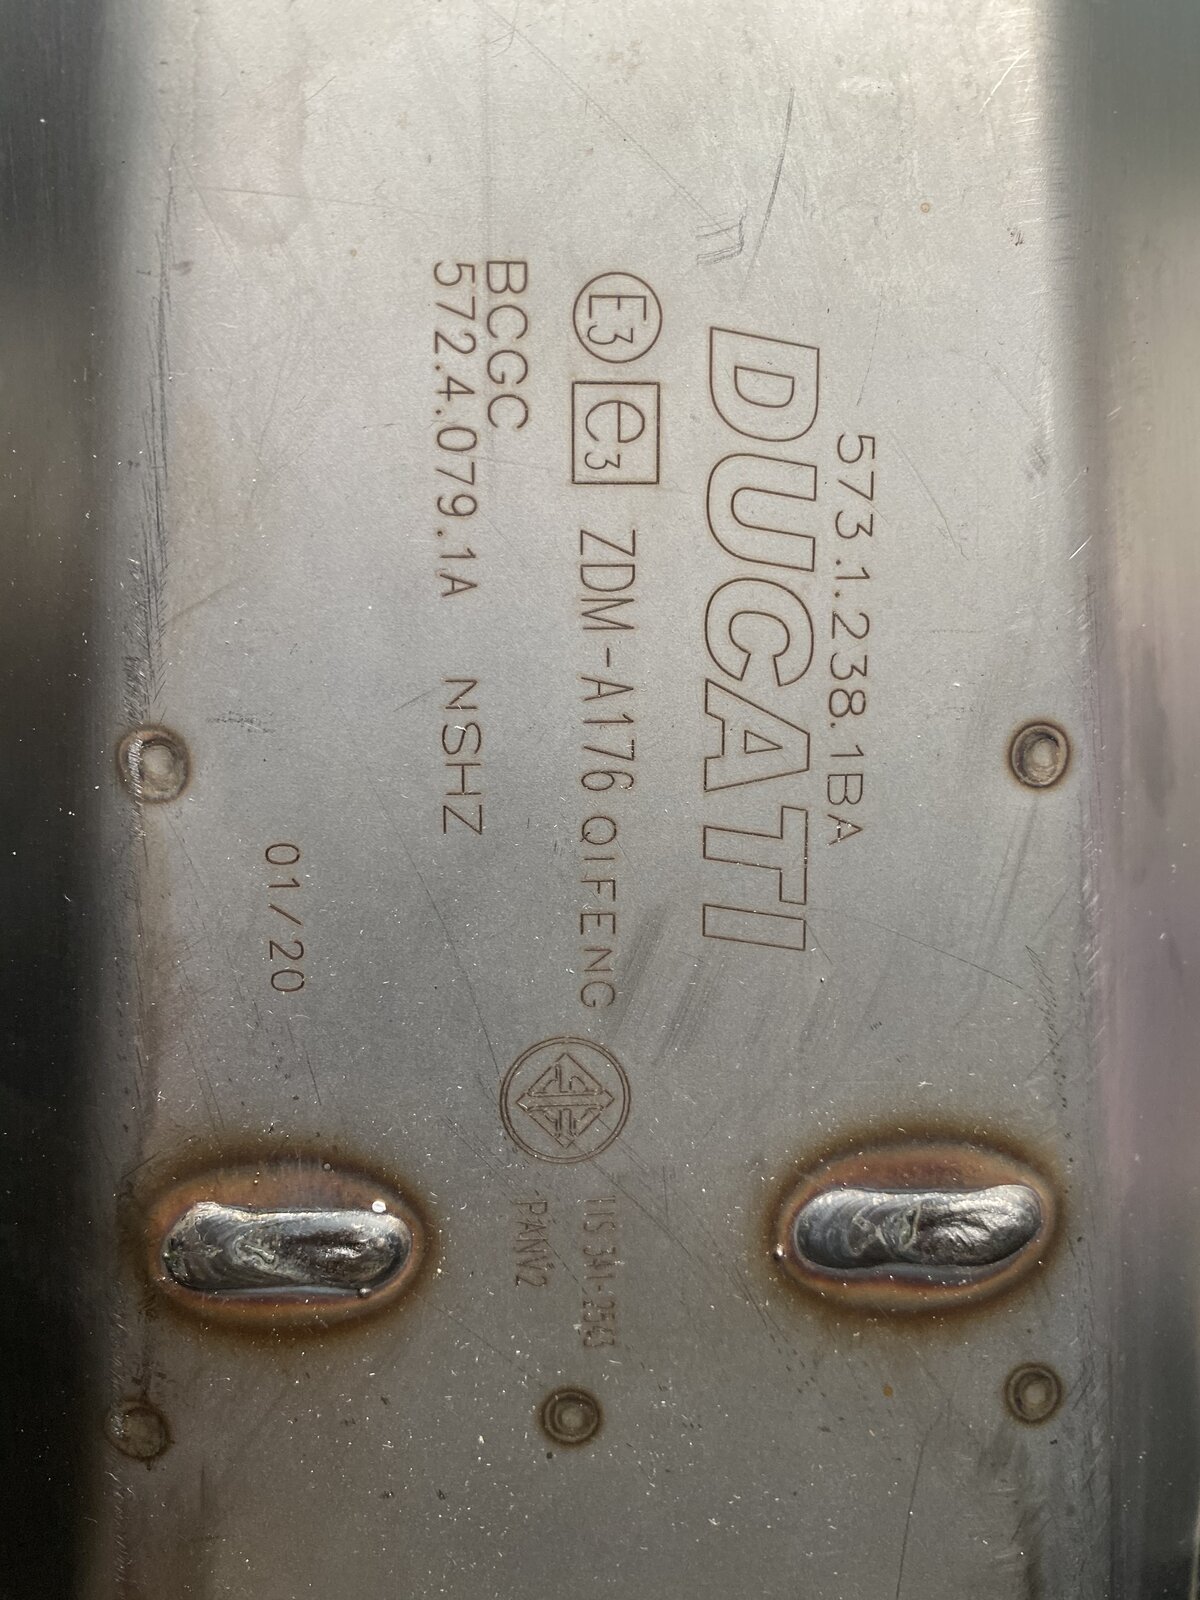 573.1.238.1BA
DUCATI
E3 e3 ZDM-A176 QIFENG
BCGC
572.4.079.1A NSHZ
01/20